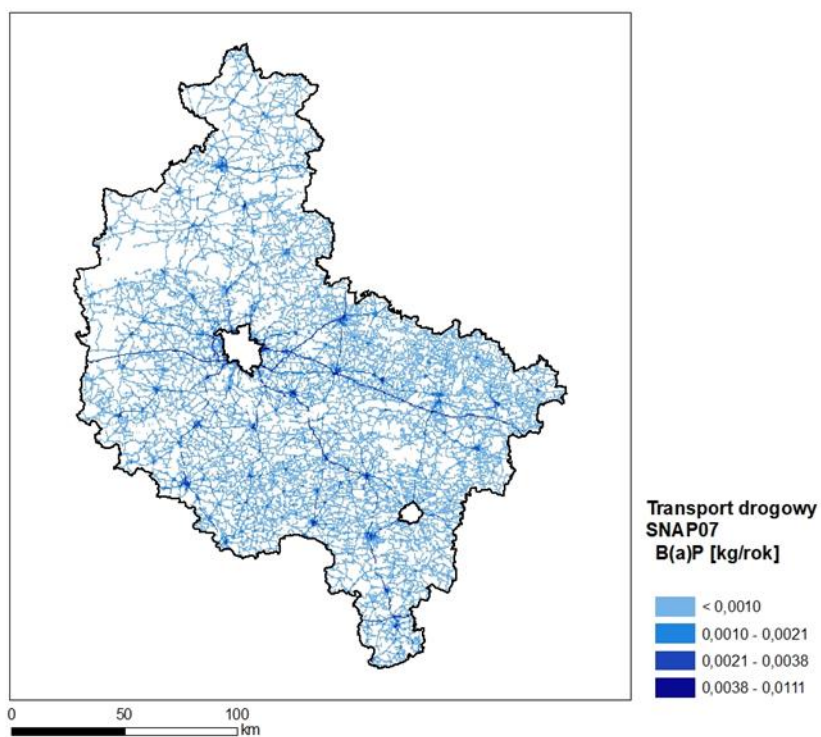 Transport drogowy
SNAP07
B(a)P [kg/rok]
< 0,0010
0,0010 - 0,0021
0,0021 - 0,0038
0,0038 - 0,0111
0 50 100
km